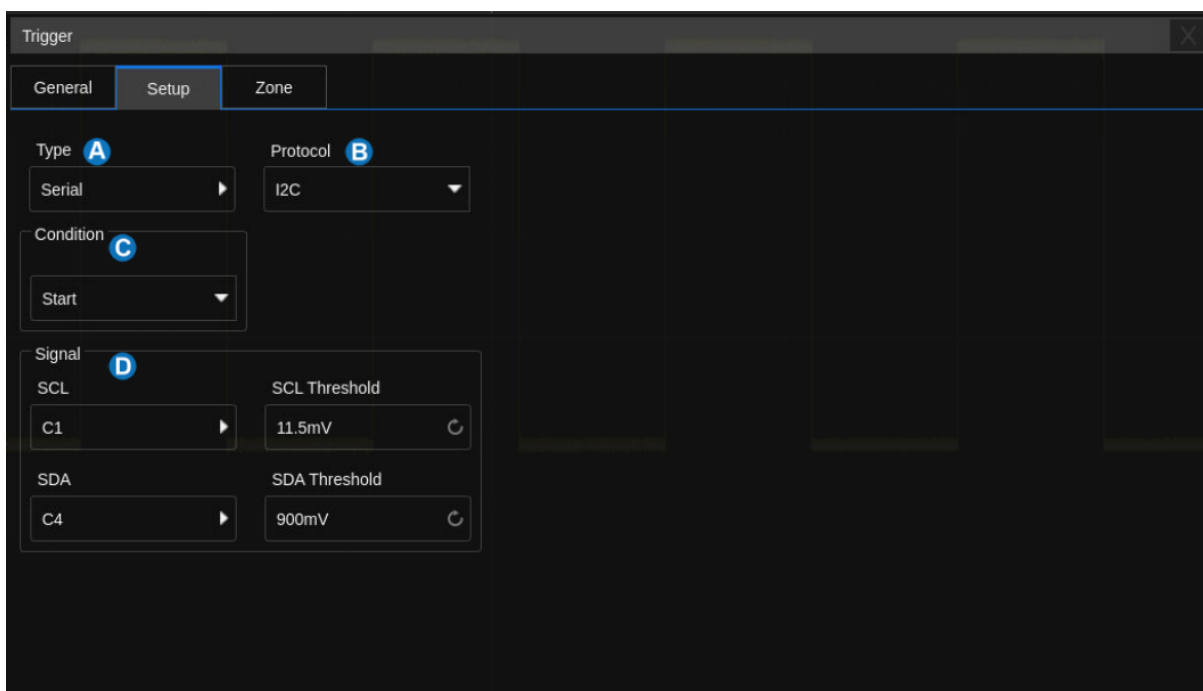 Trigger X
General Setup Zone
Type A Protocol B
Serial I2C
Condition C
Start
Signal D
SCL SCL Threshold
C1 11.5mV
SDA SDA Threshold
C4 900mV